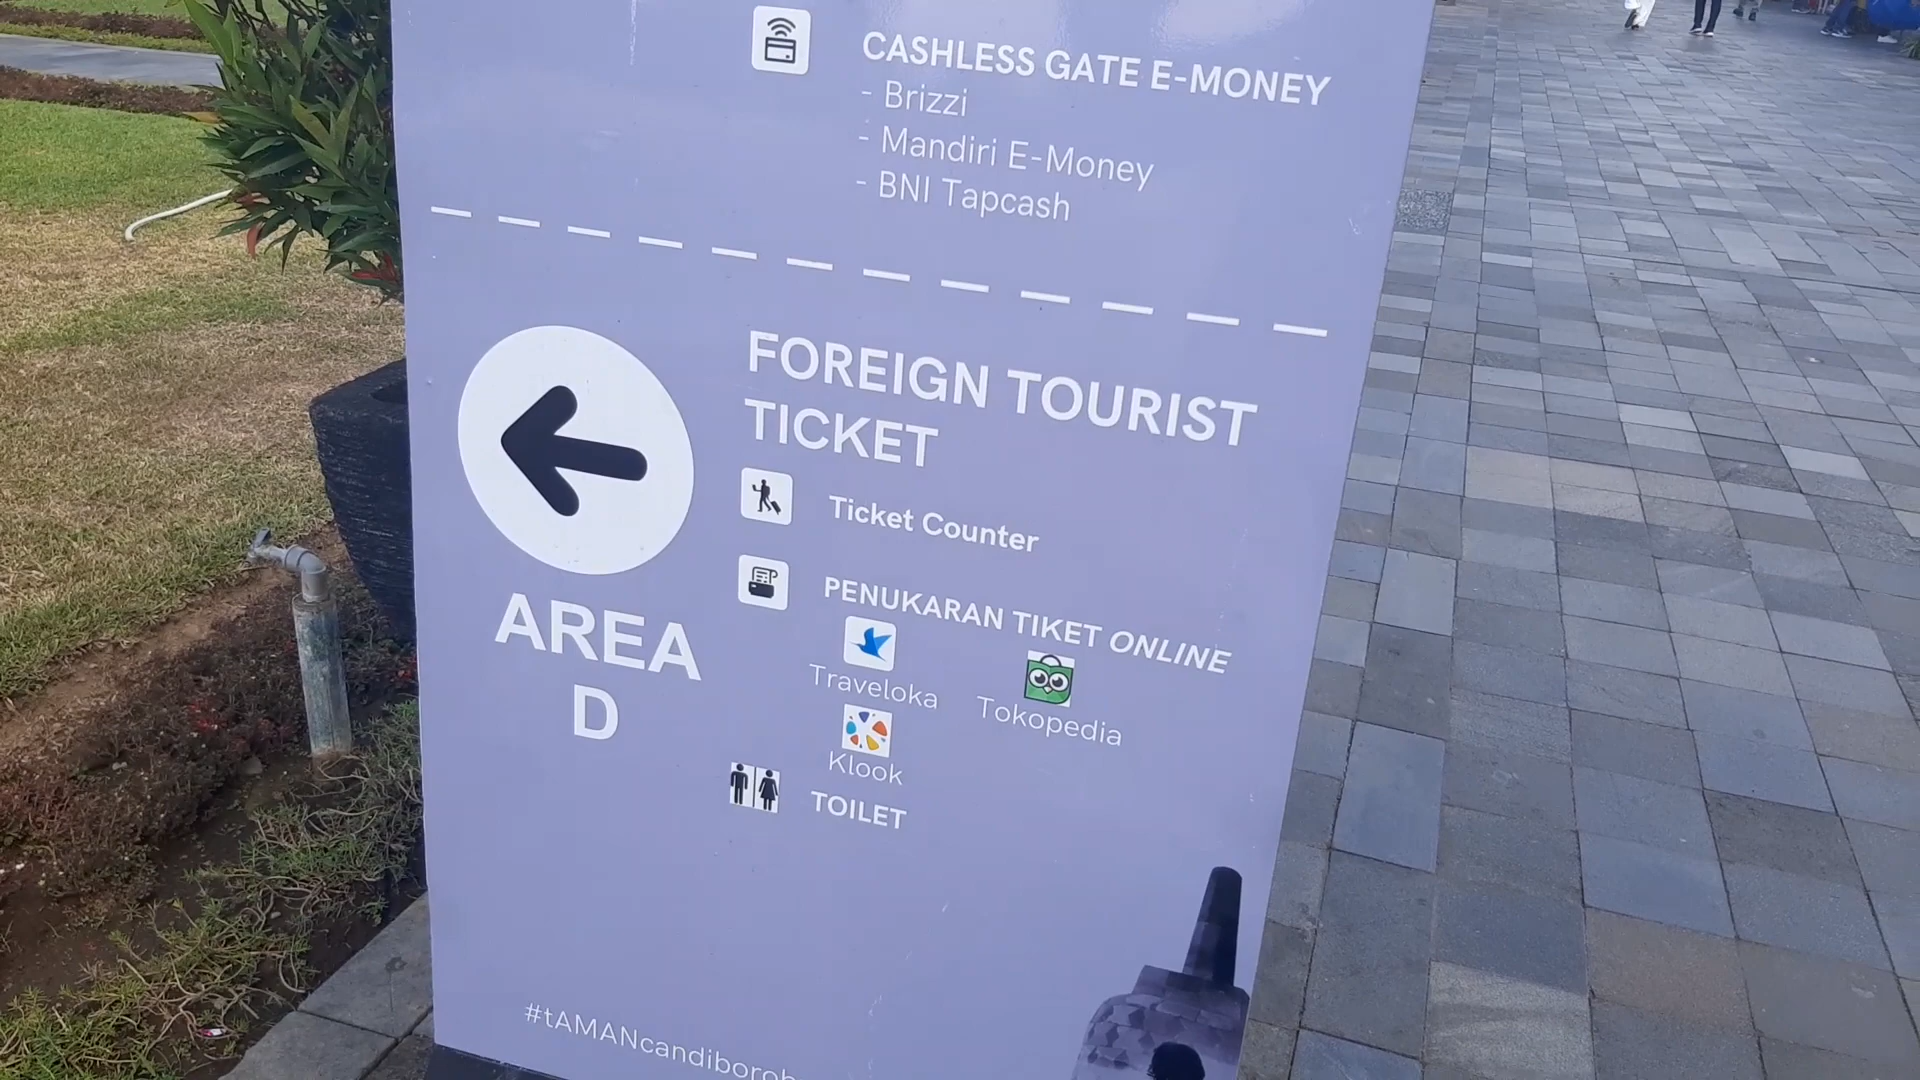 CASHLESS GATE E-MONEY
- Brizzi
- Mandiri E-Money
- BNI Tapcash
FOREIGN TOURIST
TICKET
Ticket Counter
PENUKARAN TIKET ONLINE
Traveloka
Tokopedia
Klook
TOILET
AREA
D
#tAMANcandiborob